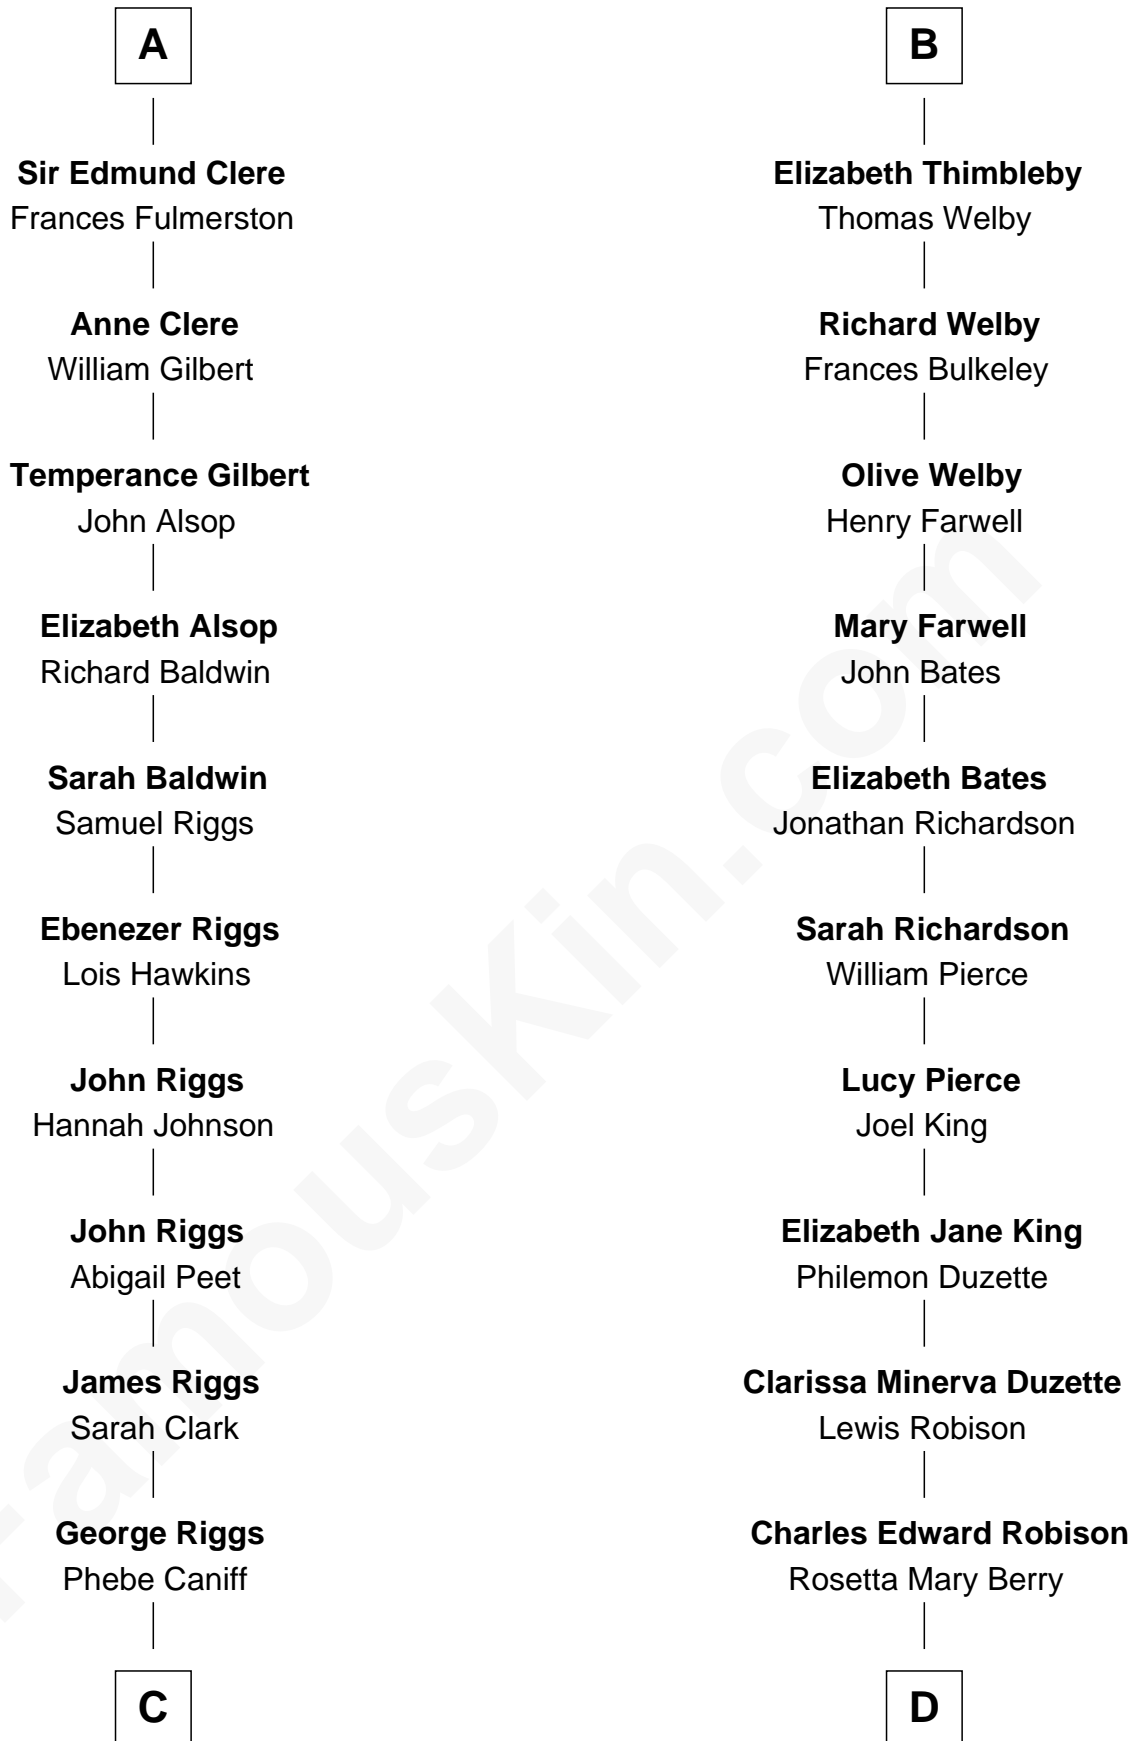 A
Sir Edmund Clere
Frances Fulmerston
Anne Clere
William Gilbert
Temperance Gilbert
John Alsop
Elizabeth Alsop
Richard Baldwin
Sarah Baldwin
Samuel Riggs
Ebenezer Riggs
Lois Hawkins
John Riggs
Hannah Johnson
John Riggs
Abigail Peet
James Riggs
Sarah Clark
George Riggs
Phebe Caniff
C
B
Elizabeth Thimbleby
Thomas Welby
Richard Welby
Frances Bulkeley
Olive Welby
Henry Farwell
Mary Farwell
John Bates
Elizabeth Bates
Jonathan Richardson
Sarah Richardson
William Pierce
Lucy Pierce
Joel King
Elizabeth Jane King
Philemon Duzette
Clarissa Minerva Duzette
Lewis Robison
Charles Edward Robison
Rosetta Mary Berry
D
FamousKin.com